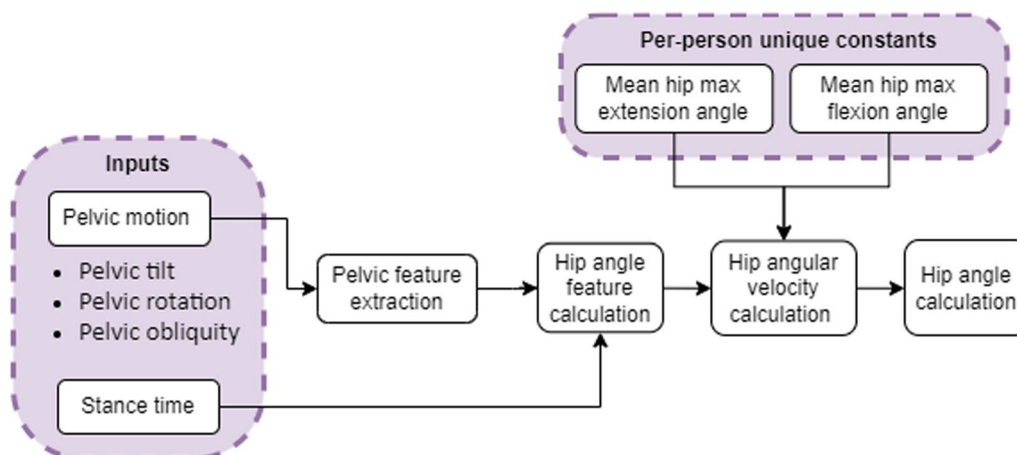 Per-person unique constants
Mean hip max
extension angle
Mean hip max
flexion angle
Inputs
Pelvic motion
• Pelvic tilt
• Pelvic rotation
• Pelvic obliquity
Stance time
Pelvic feature
extraction
Hip angle
feature
calculation
Hip angular
velocity
calculation
Hip angle
calculation